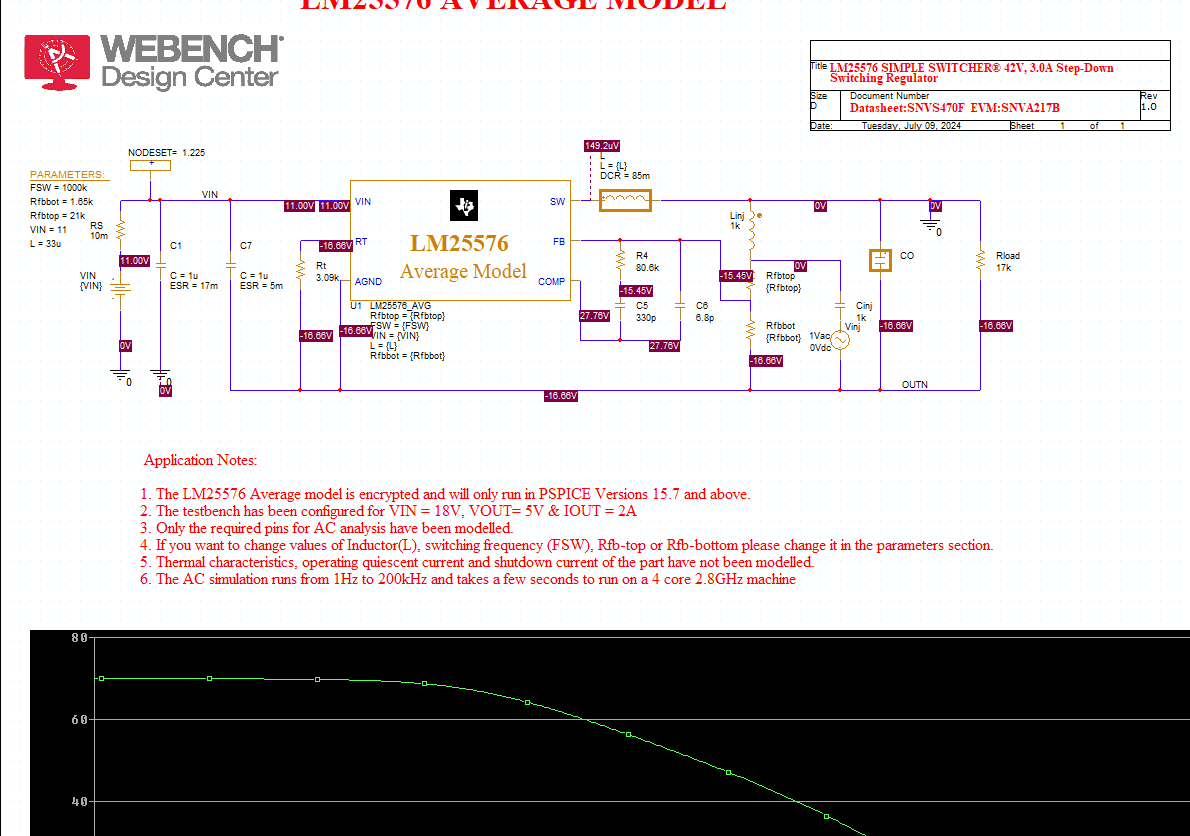 LM25576 AVERAGE MODEL
WEBENCH
Design Center
Title LM25576 SIMPLE SWITCHER® 42V, 3.0A Step-Down
Switching Regulator
Size Document Number Rev
D Datasheet:SNVS470F EVM:SNVA217B 1.0
Date: Tuesday, July 09, 2024 Sheet 1 of 1
NODESET= 1.225
+
PARAMETERS:
FSW = 1000k
Rfbbot = 1.65k
Rfbtop = 21k
VIN = 11
L = 33u
RS
10m
11.00V
VIN
{VIN}
0V
0
C1
C = 1u
ESR = 17m
0
0V
VIN
C7
C = 1u
ESR = 5m
11.00V 11.00V
-16.66V
Rt
3.09k
-16.66V
-16.66V
VIN
RT
AGND
SW
FB
COMP
LM25576
Average Model
U1 LM25576_AVG
Rfbtop = {Rfbtop}
FSW = {FSW}
VIN = {VIN}
L = {L}
Rfbbot = {Rfbbot}
149.2uV
L
L = {L}
DCR = 85m
R4
80.6k
-15.45V
C5
330p
27.76V
27.76V
C6
6.8p
Linj
1k
-15.45V
Rfbtop
{Rfbtop}
0V
Rfbbot
{Rfbbot}
-16.66V
Cinj
1k
Vinj
1Vac
0Vdc
0V
CO
-16.66V
0V
0
Rload
17k
-16.66V
OUTN
-16.66V
Application Notes:
1. The LM25576 Average model is encrypted and will only run in PSPICE Versions 15.7 and above.
2. The testbench has been configured for VIN = 18V, VOUT= 5V & IOUT = 2A
3. Only the required pins for AC analysis have been modelled.
4. If you want to change values of Inductor(L), switching frequency (FSW), Rfb-top or Rfb-bottom please change it in the parameters section.
5. Thermal characteristics, operating quiescent current and shutdown current of the part have not been modelled.
6. The AC simulation runs from 1Hz to 200kHz and takes a few seconds to run on a 4 core 2.8GHz machine
80
60
40